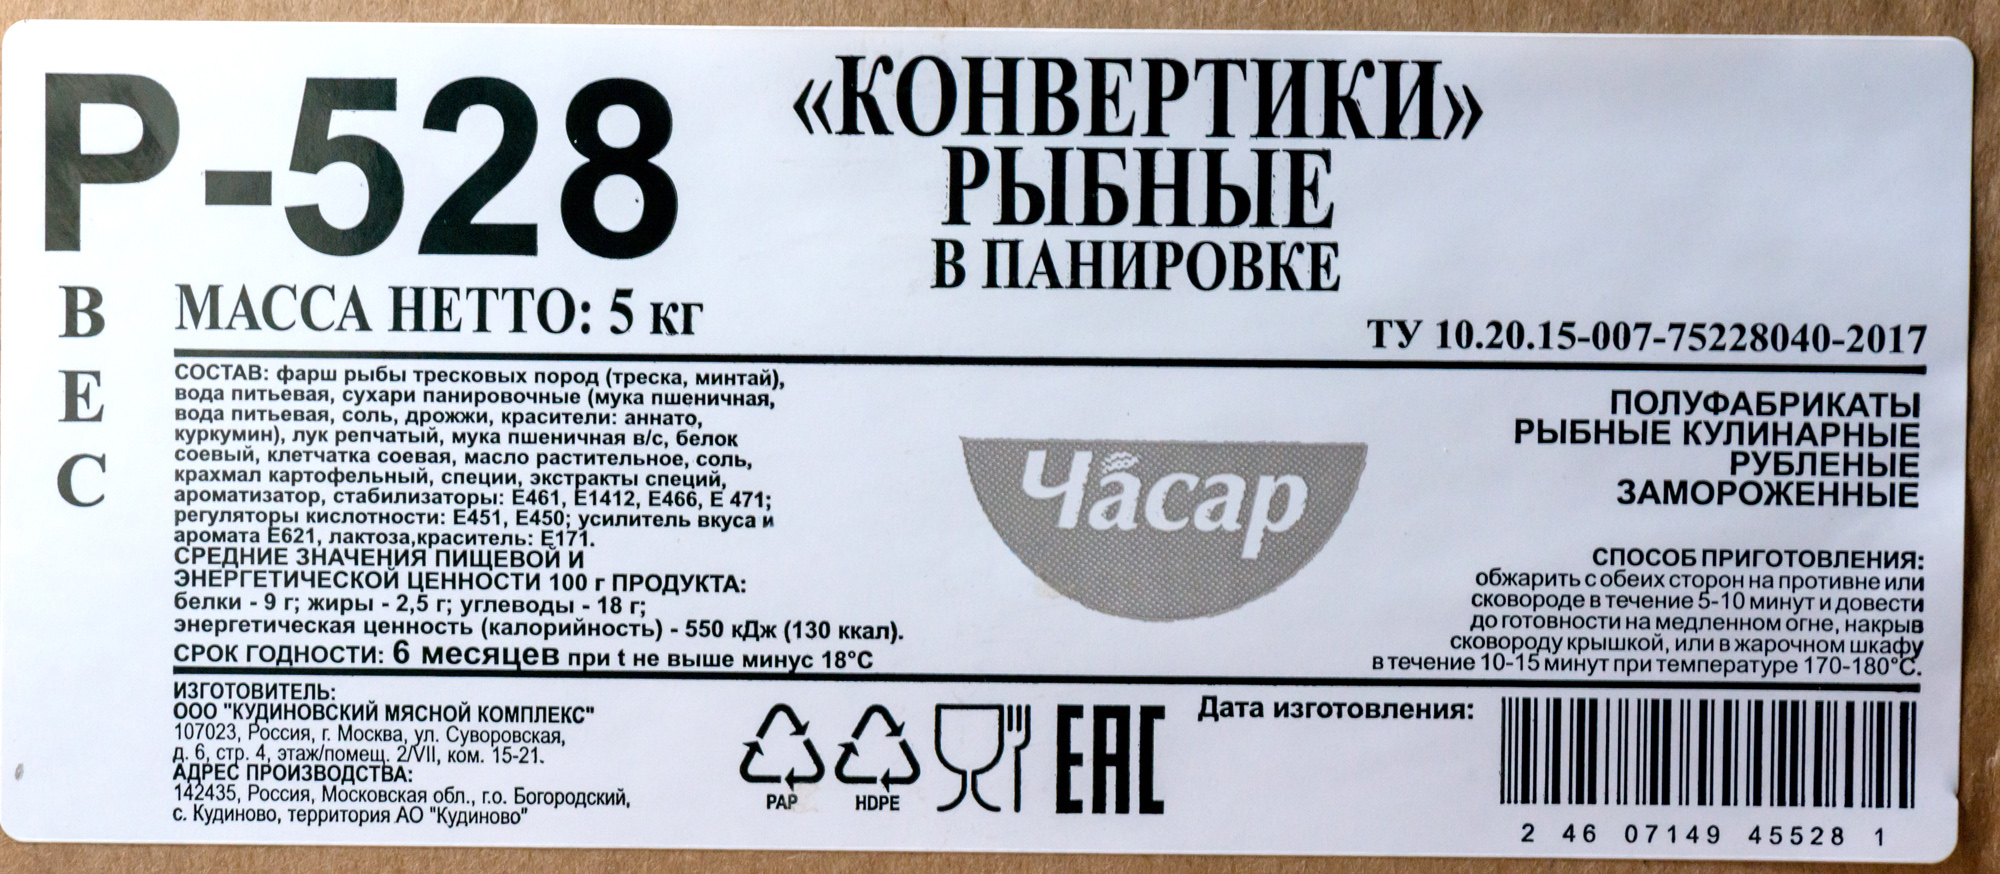 Р-528
«КОНВЕРТИКИ»
РЫБНЫЕ
В ПАНИРОВКЕ
ВЕС
МАССА НЕТТО: 5 кг
ТУ 10.20.15-007-75228040-2017
СОСТАВ: фарш рыбы тресковых пород (треска, минтай),
вода питьевая, сухари панировочные (мука пшеничная,
вода питьевая, соль, дрожжи, красители: аннато,
куркумин), лук репчатый, мука пшеничная в/с, белок
соевый, клетчатка соевая, масло растительное, соль,
крахмал картофельный, специи, экстракты специй,
ароматизатор, стабилизаторы: Е461, Е1412, Е466, Е 471;
регуляторы кислотности: Е451, Е450; усилитель вкуса и
аромата Е621, лактоза,краситель: Е171.
СРЕДНИЕ ЗНАЧЕНИЯ ПИЩЕВОЙ И
ЭНЕРГЕТИЧЕСКОЙ ЦЕННОСТИ 100 г ПРОДУКТА:
белки - 9 г; жиры - 2,5 г; углеводы - 18 г;
энергетическая ценность (калорийность) - 550 кДж (130 ккал).
СРОК ГОДНОСТИ: 6 месяцев при t не выше минус 18°С
Часар
ПОЛУФАБРИКАТЫ
РЫБНЫЕ КУЛИНАРНЫЕ
РУБЛЕНЫЕ
ЗАМОРОЖЕННЫЕ
СПОСОБ ПРИГОТОВЛЕНИЯ:
обжарить с обеих сторон на противне или
сковороде в течение 5-10 минут и довести
до готовности на медленном огне, накрыв
сковороду крышкой, или в жарочном шкафу
в течение 10-15 минут при температуре 170-180°С.
ИЗГОТОВИТЕЛЬ:
ООО "КУДИНОВСКИЙ МЯСНОЙ КОМПЛЕКС"
107023, Россия, г. Москва, ул. Суворовская,
д. 6, стр. 4, этаж/помещ. 2/VII, ком. 15-21.
АДРЕС ПРОИЗВОДСТВА:
142435, Россия, Московская обл., г.о. Богородский,
с. Кудиново, территория АО "Кудиново"
PAP
HDPE
ЕАС
Дата изготовления:
2 46 07149 45528 1